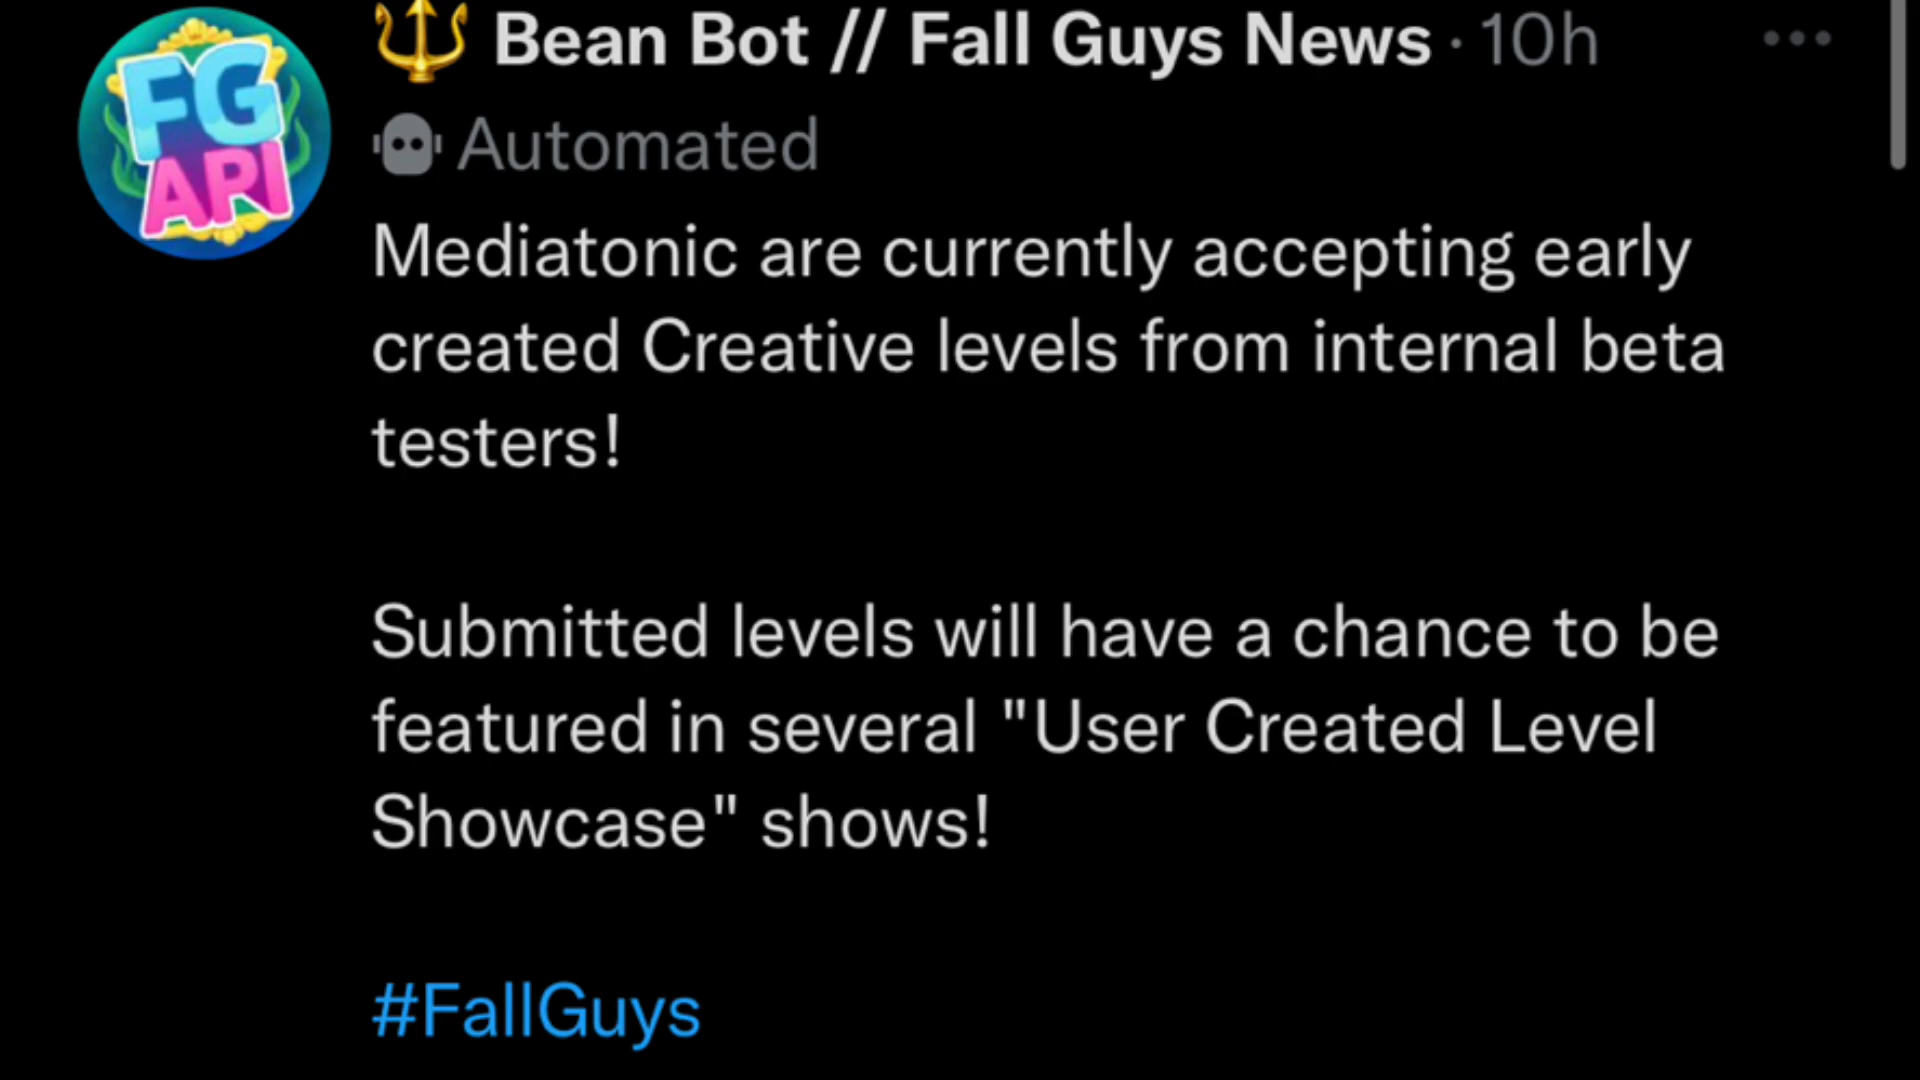 FG
API
🔱 Bean Bot // Fall Guys News · 10h
Automated
Mediatonic are currently accepting early
created Creative levels from internal beta
testers!
Submitted levels will have a chance to be
featured in several "User Created Level
Showcase" shows!
#FallGuys